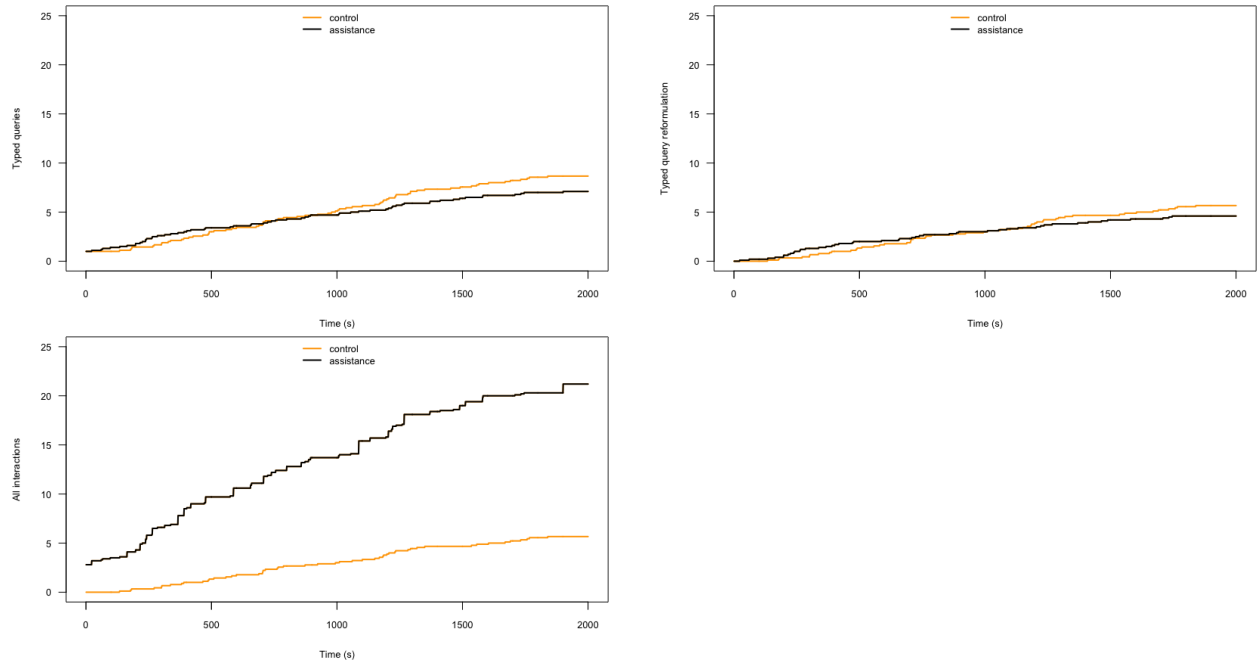 control
assistance
25
20
15
10
5
0
Typed queries
0 500 1000 1500 2000
Time (s)
control
assistance
25
20
15
10
5
0
Typed query reformulation
0 500 1000 1500 2000
Time (s)
control
assistance
25
20
15
10
5
0
All interactions
0 500 1000 1500 2000
Time (s)